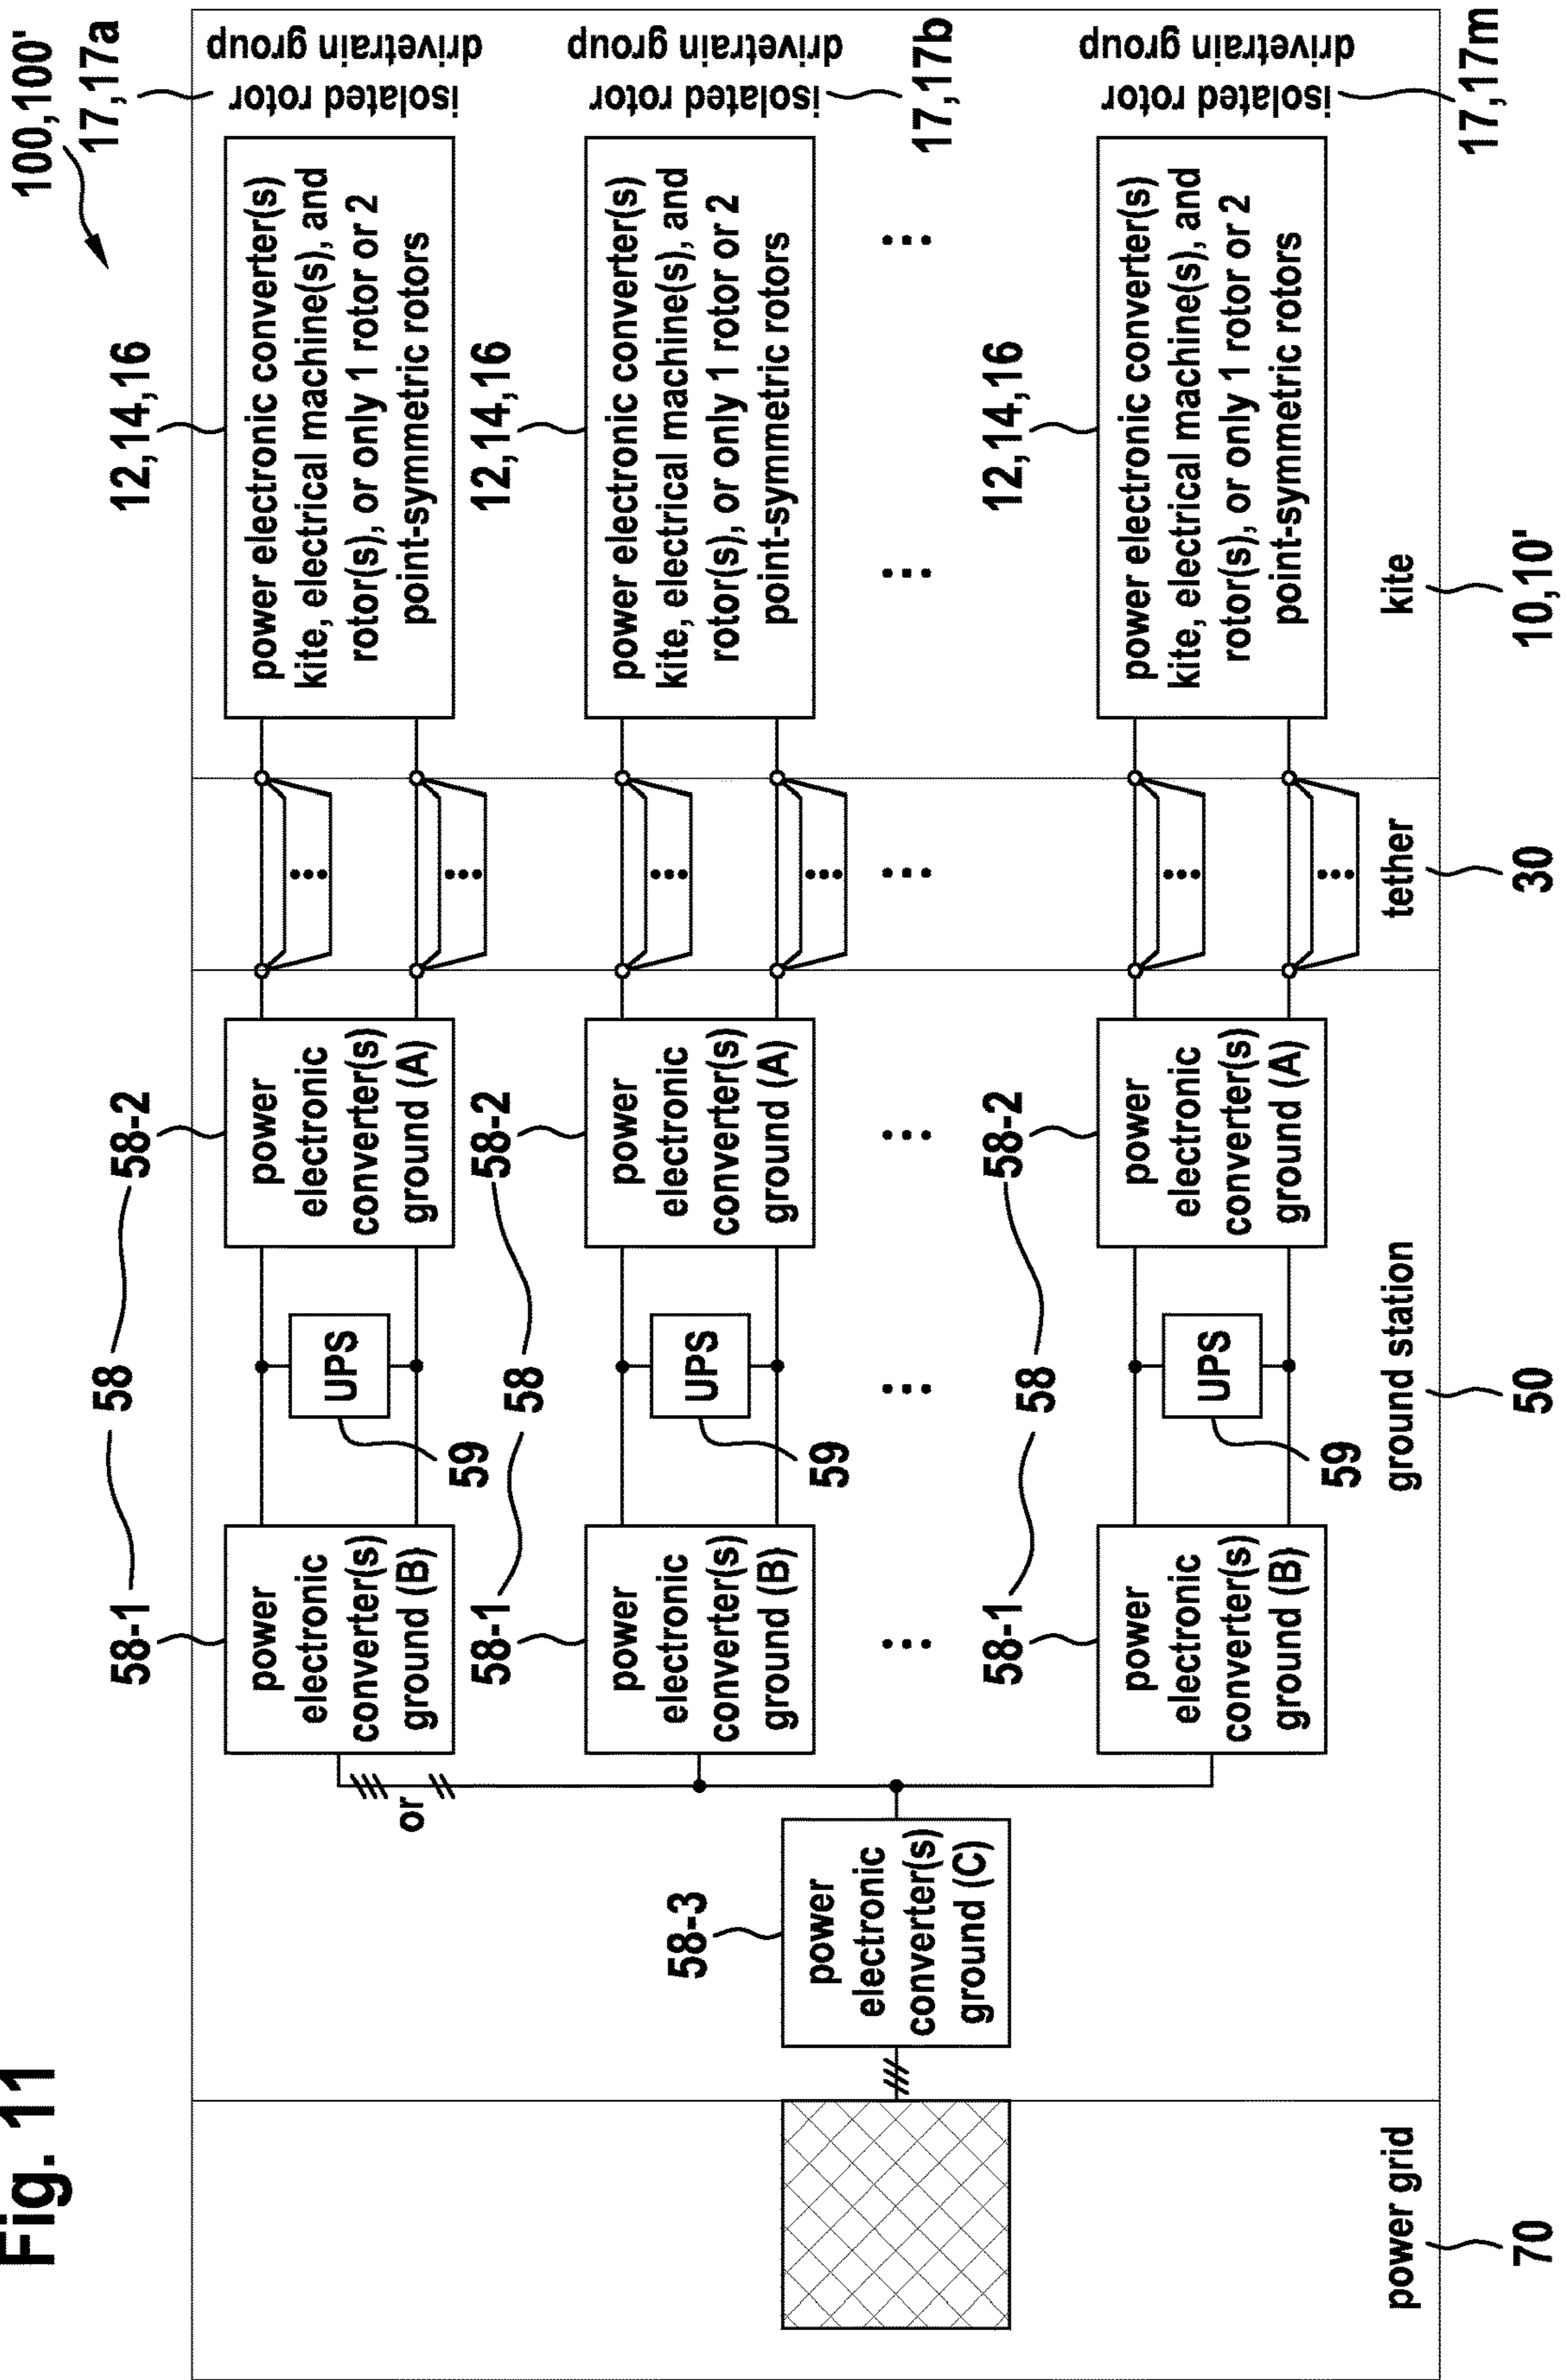 Fig. 11
100,100'
17,17a
isolated rotor
drivetrain group
12,14,16
power electronic converter(s)
kite, electrical machine(s), and
rotor(s), or only 1 rotor or 2
point-symmetric rotors
58-1
58
58-2
power
electronic
converter(s)
ground (B)
UPS
59
power
electronic
converter(s)
ground (A)
...
...
or
isolated rotor
drivetrain group
17,17b
12,14,16
power electronic converter(s)
kite, electrical machine(s), and
rotor(s), or only 1 rotor or 2
point-symmetric rotors
58-1
58
58-2
power
electronic
converter(s)
ground (B)
UPS
59
power
electronic
converter(s)
ground (A)
...
...
58-3
power
electronic
converter(s)
ground (C)
...
...
...
...
...
...
isolated rotor
drivetrain group
17,17m
12,14,16
power electronic converter(s)
kite, electrical machine(s), and
rotor(s), or only 1 rotor or 2
point-symmetric rotors
58-1
58
58-2
power
electronic
converter(s)
ground (B)
UPS
59
power
electronic
converter(s)
ground (A)
...
...
power grid
ground station
tether
kite
70
50
30
10,10'